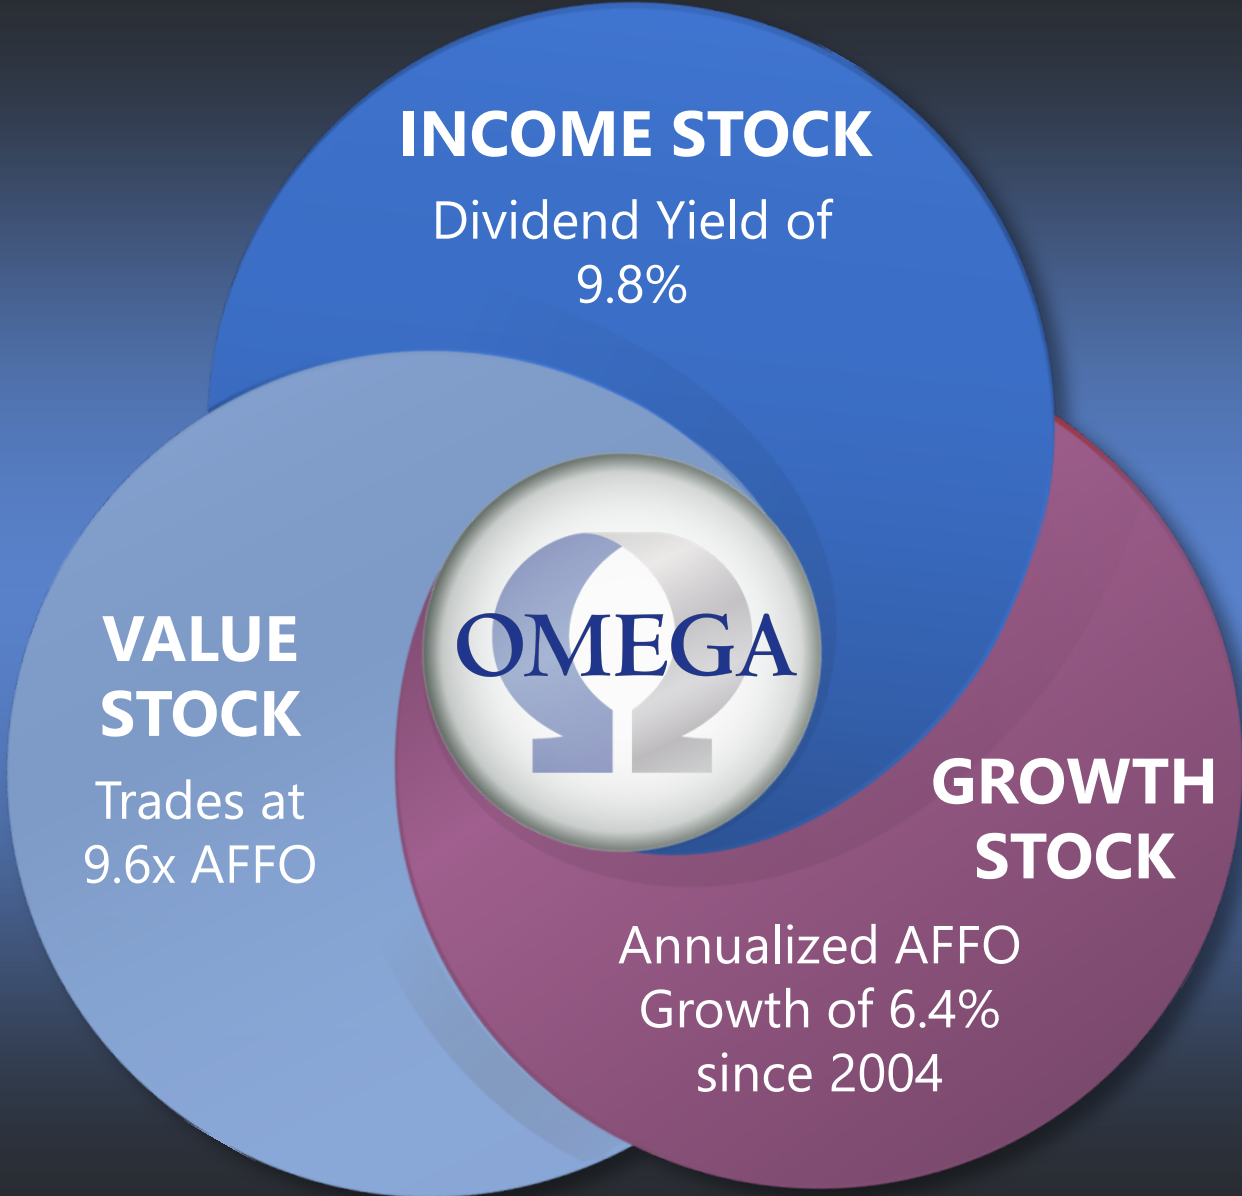 INCOME STOCK
Dividend Yield of
9.8%
OMEGA
VALUE
STOCK
Trades at
9.6x AFFO
GROWTH
STOCK
Annualized AFFO
Growth of 6.4%
since 2004